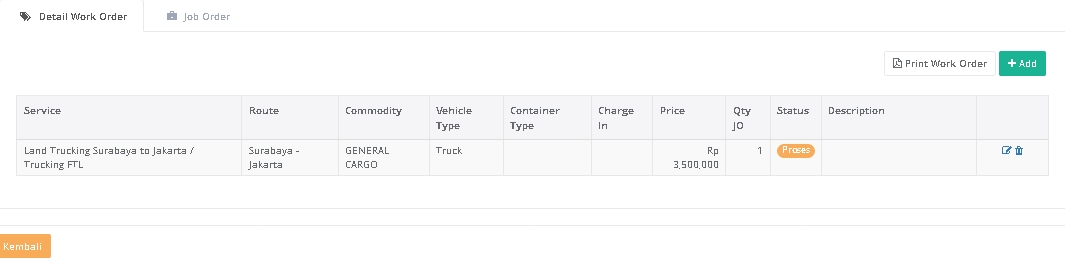 Detail Work Order
Job Order
Print Work Order
+ Add
Service Route Commodity Vehicle Type Container Type Charge In Price Qty JO Status Description
Land Trucking Surabaya to Jakarta / Trucking FTL Surabaya - Jakarta GENERAL CARGO Truck Rp 3,500,000 1 Proses
Kembali